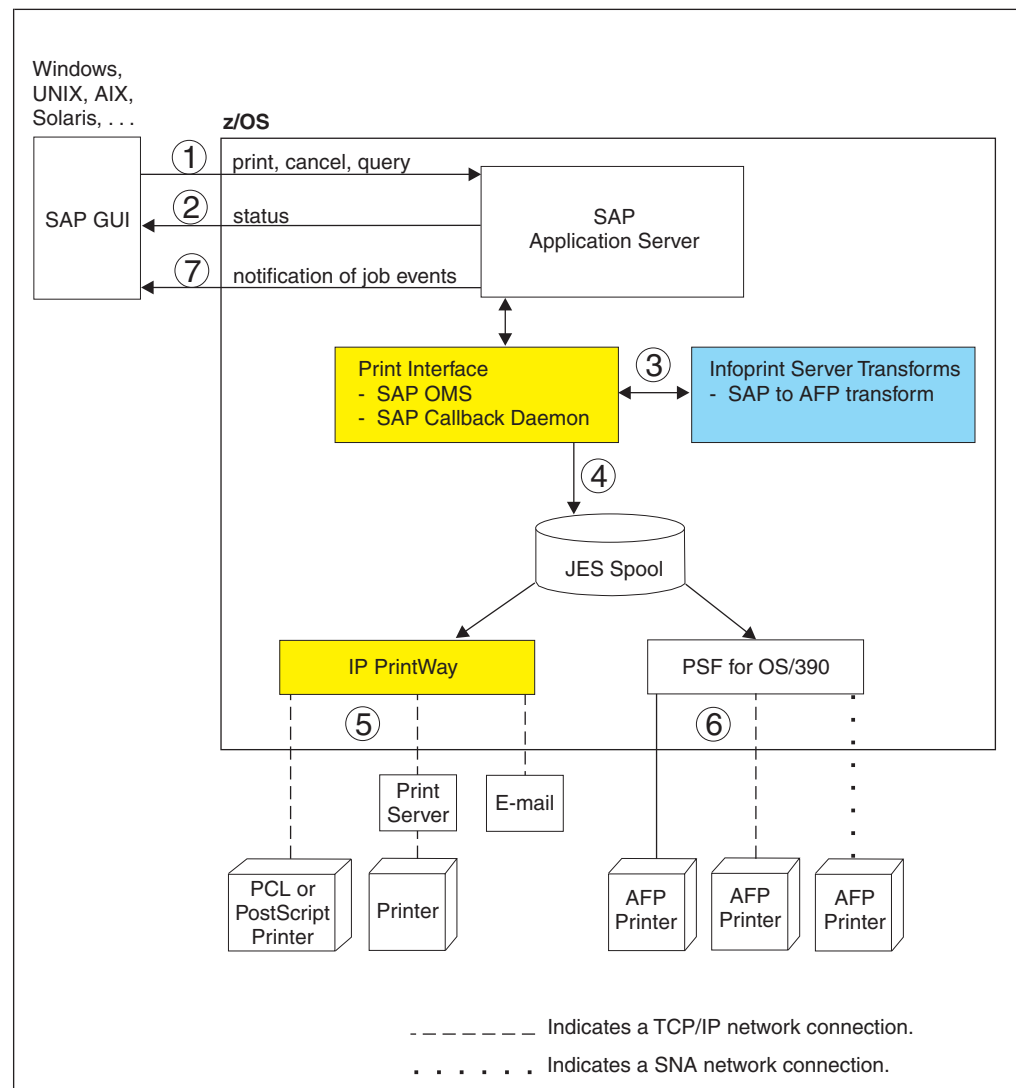 Windows,
UNIX, AIX,
Solaris, . . .
z/OS
1
print, cancel, query
SAP GUI
2
status
SAP
Application Server
7
notification of job events
Print Interface
- SAP OMS
- SAP Callback Daemon
3
Infoprint Server Transforms
- SAP to AFP transform
4
JES Spool
IP PrintWay
PSF for OS/390
5
6
Print
Server
E-mail
PCL or
PostScript
Printer
Printer
AFP
Printer
AFP
Printer
AFP
Printer
Indicates a TCP/IP network connection.
Indicates a SNA network connection.